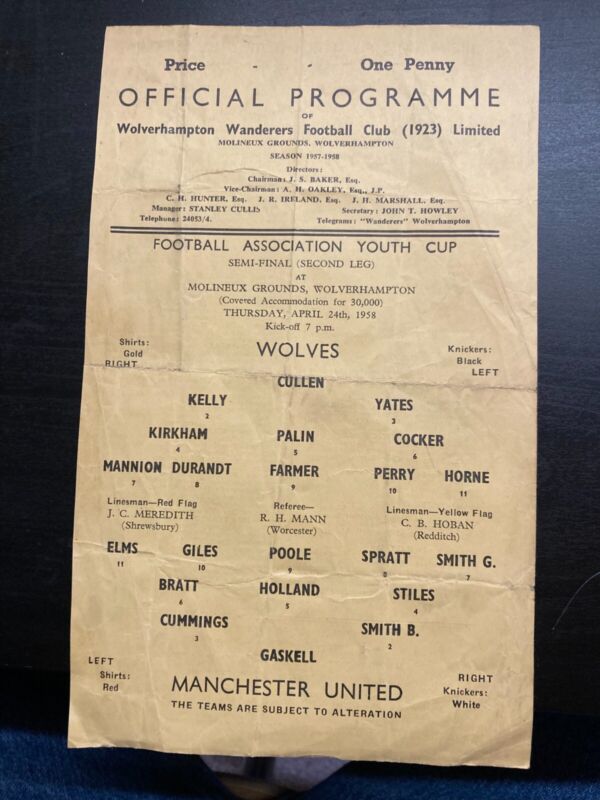 Price - - One Penny
OFFICIAL PROGRAMME
OF
Wolverhampton Wanderers Football Club (1923) Limited
MOLINEUX GROUNDS, WOLVERHAMPTON
SEASON 1957-1958
Directors:
Chairman: J. S. BAKER, Esq.
Vice-Chairman: A. H. OAKLEY, Esq., J.P.
C. H. HUNTER, Esq. J. R. IRELAND, Esq. J. H. MARSHALL, Esq.
Manager: STANLEY CULLIS Secretary: JOHN T. HOWLEY
Telephone: 24053/4. Telegrams: "Wanderers" Wolverhampton
FOOTBALL ASSOCIATION YOUTH CUP
SEMI-FINAL (SECOND LEG)
AT
MOLINEUX GROUNDS, WOLVERHAMPTON
(Covered Accommodation for 30,000)
THURSDAY, APRIL 24th, 1958
Kick-off 7 p.m.
Shirts: Knickers:
Gold WOLVES Black
RIGHT LEFT
CULLEN
KELLY YATES
2 3
KIRKHAM PALIN COCKER
4 5 6
MANNION DURANDT FARMER PERRY HORNE
7 8 9 10 11
Linesman—Red Flag Referee— Linesman—Yellow Flag
J. C. MEREDITH R. H. MANN C. B. HOBAN
(Shrewsbury) (Worcester) (Redditch)
ELMS GILES POOLE SPRATT SMITH G.
11 10 9 8 7
BRATT HOLLAND STILES
6 5 4
CUMMINGS SMITH B.
3 2
GASKELL
LEFT RIGHT
Shirts: MANCHESTER UNITED Knickers:
Red White
THE TEAMS ARE SUBJECT TO ALTERATION